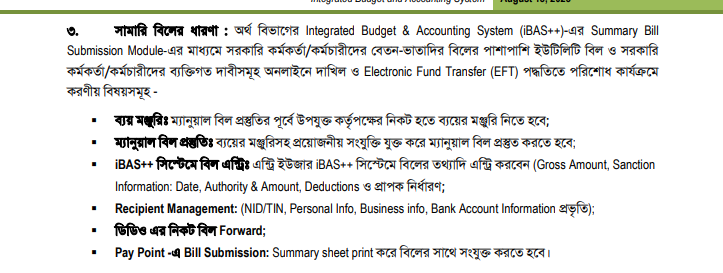 Integrated Budget and Accounting System
August 10, 2020
৩. সামারি বিলের ধারণা : অর্থ বিভাগের Integrated Budget & Accounting System (iBAS++)-এর Summary Bill
Submission Module-এর মাধ্যমে সরকারি কর্মকর্তা/কর্মচারীদের বেতন-ভাতাদির বিলের পাশাপাশি ইউটিলিটি বিল ও সরকারি
কর্মকর্তা/কর্মচারীদের ব্যক্তিগত দাবীসমূহ অনলাইনে দাখিল ও Electronic Fund Transfer (EFT) পদ্ধতিতে পরিশোধ কার্যক্রমে
করণীয় বিষয়সমূহ -
▪ ব্যয় মঞ্জুরিঃ ম্যানুয়াল বিল প্রস্তুতির পূর্বে উপযুক্ত কর্তৃপক্ষের নিকট হতে ব্যয়ের মঞ্জুরি নিতে হবে;
▪ ম্যানুয়াল বিল প্রস্তুতিঃ ব্যয়ের মঞ্জুরিসহ প্রয়োজনীয় সংযুক্তি যুক্ত করে ম্যানুয়াল বিল প্রস্তুত করতে হবে;
▪ iBAS++ সিস্টেমে বিল এন্ট্রিঃ এন্ট্রি ইউজার iBAS++ সিস্টেমে বিলের তথ্যাদি এন্ট্রি করবেন (Gross Amount, Sanction
Information: Date, Authority & Amount, Deductions ও প্রাপক নির্ধারণ;
▪ Recipient Management: (NID/TIN, Personal Info, Business info, Bank Account Information প্রভৃতি);
▪ ডিডিও এর নিকট বিল Forward;
▪ Pay Point -এ Bill Submission: Summary sheet print করে বিলের সাথে সংযুক্ত করতে হবে।